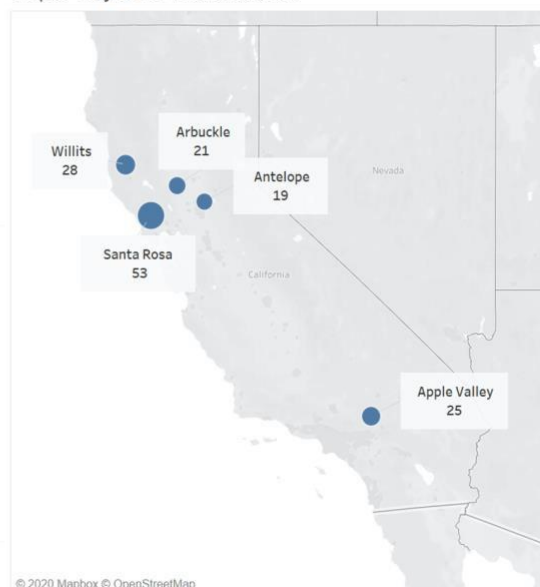 Arbuckle
21
Willits
28
Antelope
19
Nevada
Santa Rosa
53
California
Apple Valley
25
© 2020 Mapbox © OpenStreetMap